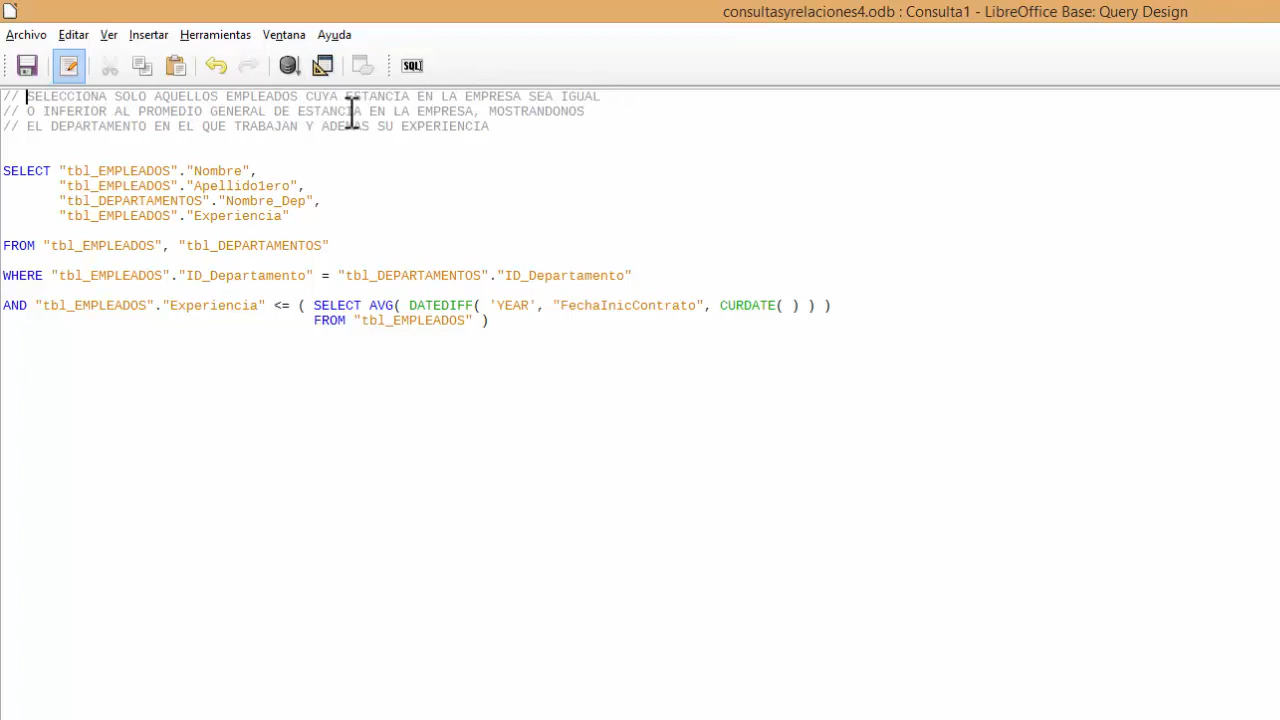 consultasyrelaciones4.odb : Consulta1 - LibreOffice Base: Query Design
Archivo Editar Ver Insertar Herramientas Ventana Ayuda
SQL
// SELECCIONA SOLO AQUELLOS EMPLEADOS CUYA ESTANCIA EN LA EMPRESA SEA IGUAL
// O INFERIOR AL PROMEDIO GENERAL DE ESTANCIA EN LA EMPRESA, MOSTRANDONOS
// EL DEPARTAMENTO EN EL QUE TRABAJAN Y ADEMAS SU EXPERIENCIA
SELECT "tbl_EMPLEADOS"."Nombre",
"tbl_EMPLEADOS"."Apellido1ero",
"tbl_DEPARTAMENTOS"."Nombre_Dep",
"tbl_EMPLEADOS"."Experiencia"
FROM "tbl_EMPLEADOS", "tbl_DEPARTAMENTOS"
WHERE "tbl_EMPLEADOS"."ID_Departamento" = "tbl_DEPARTAMENTOS"."ID_Departamento"
AND "tbl_EMPLEADOS"."Experiencia" <= ( SELECT AVG( DATEDIFF( 'YEAR', "FechaInicContrato", CURDATE( ) ) )
FROM "tbl_EMPLEADOS" )